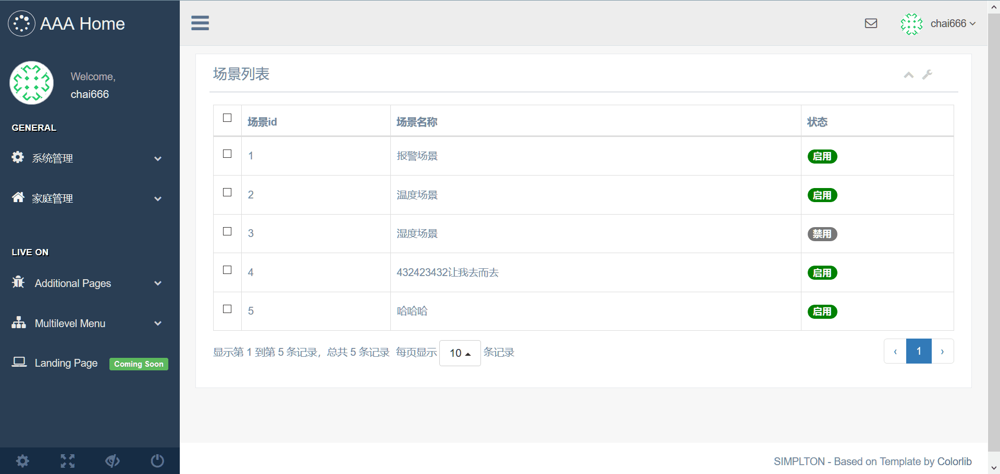 AAA Home
chai666
Welcome,
chai666
GENERAL
系统管理
家庭管理
LIVE ON
Additional Pages
Multilevel Menu
Landing Page Coming Soon
场景列表
场景id 场景名称 状态
1 报警场景 启用
2 温度场景 启用
3 湿度场景 禁用
4 432423432让我去而去 启用
5 哈哈哈 启用
显示第 1 到第 5 条记录，总共 5 条记录 每页显示 10 条记录
‹ 1 ›
SIMPLTON - Based on Template by Colorlib